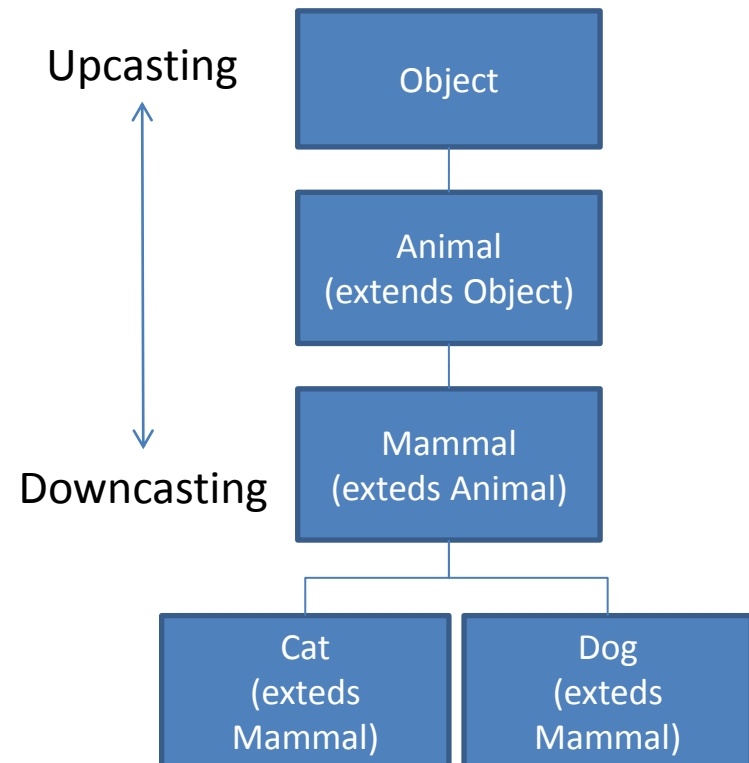 Upcasting
Object
Animal
(extends Object)
Mammal
(exteds Animal)
Downcasting
Cat
(exteds
Mammal)
Dog
(exteds
Mammal)